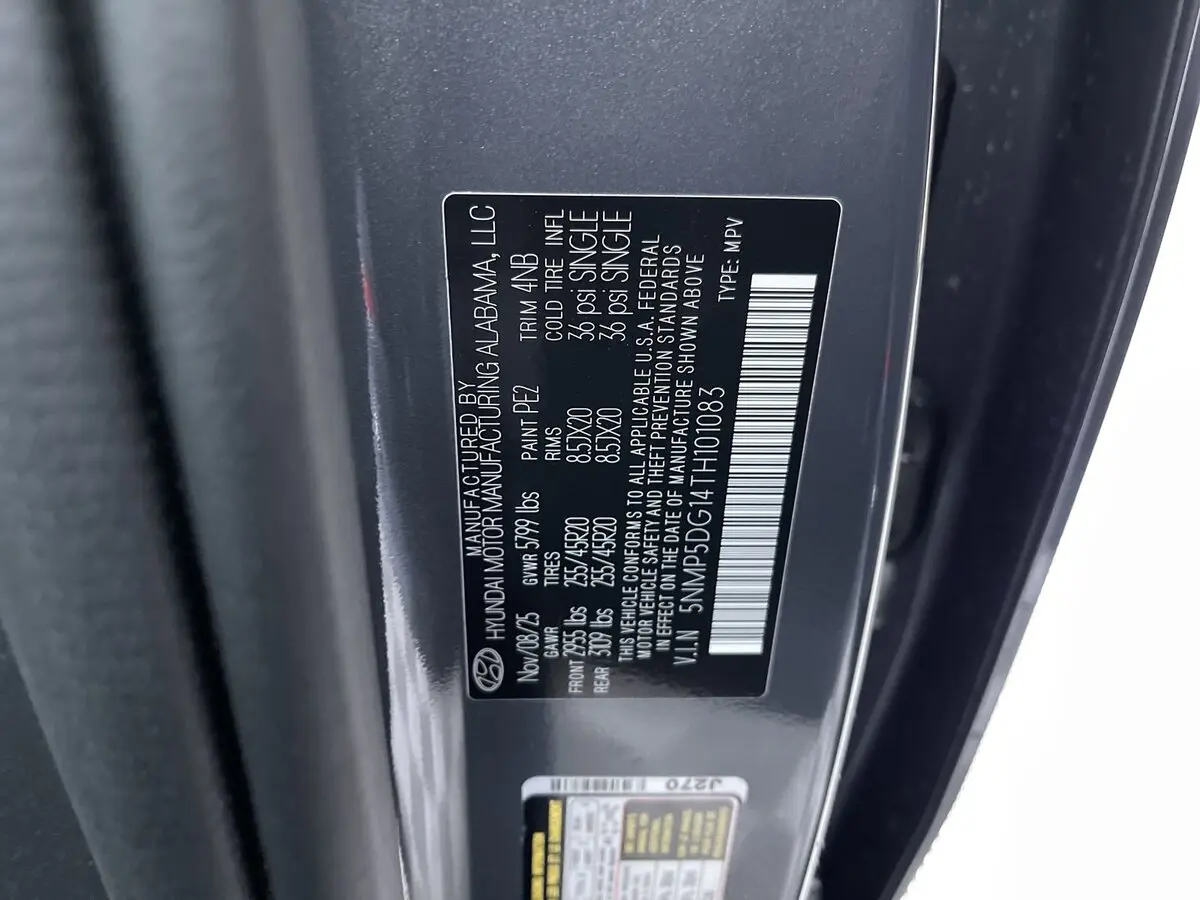 MANUFACTURED BY
HYUNDAI MOTOR MANUFACTURING ALABAMA, LLC
Nov/08/25 GVWR 5799 lbs PAINT PE2 TRIM 4NB
GAWR TIRES RIMS COLD TIRE INFL
FRONT 2955 lbs 255/45R20 8.5JX20 36 psi SINGLE
REAR 3109 lbs 255/45R20 8.5JX20 36 psi SINGLE
THIS VEHICLE CONFORMS TO ALL APPLICABLE U.S.A. FEDERAL
MOTOR VEHICLE SAFETY AND THEFT PREVENTION STANDARDS
IN EFFECT ON THE DATE OF MANUFACTURE SHOWN ABOVE
V.I.N 5NMP5DG14TH101083 TYPE: MPV
J270